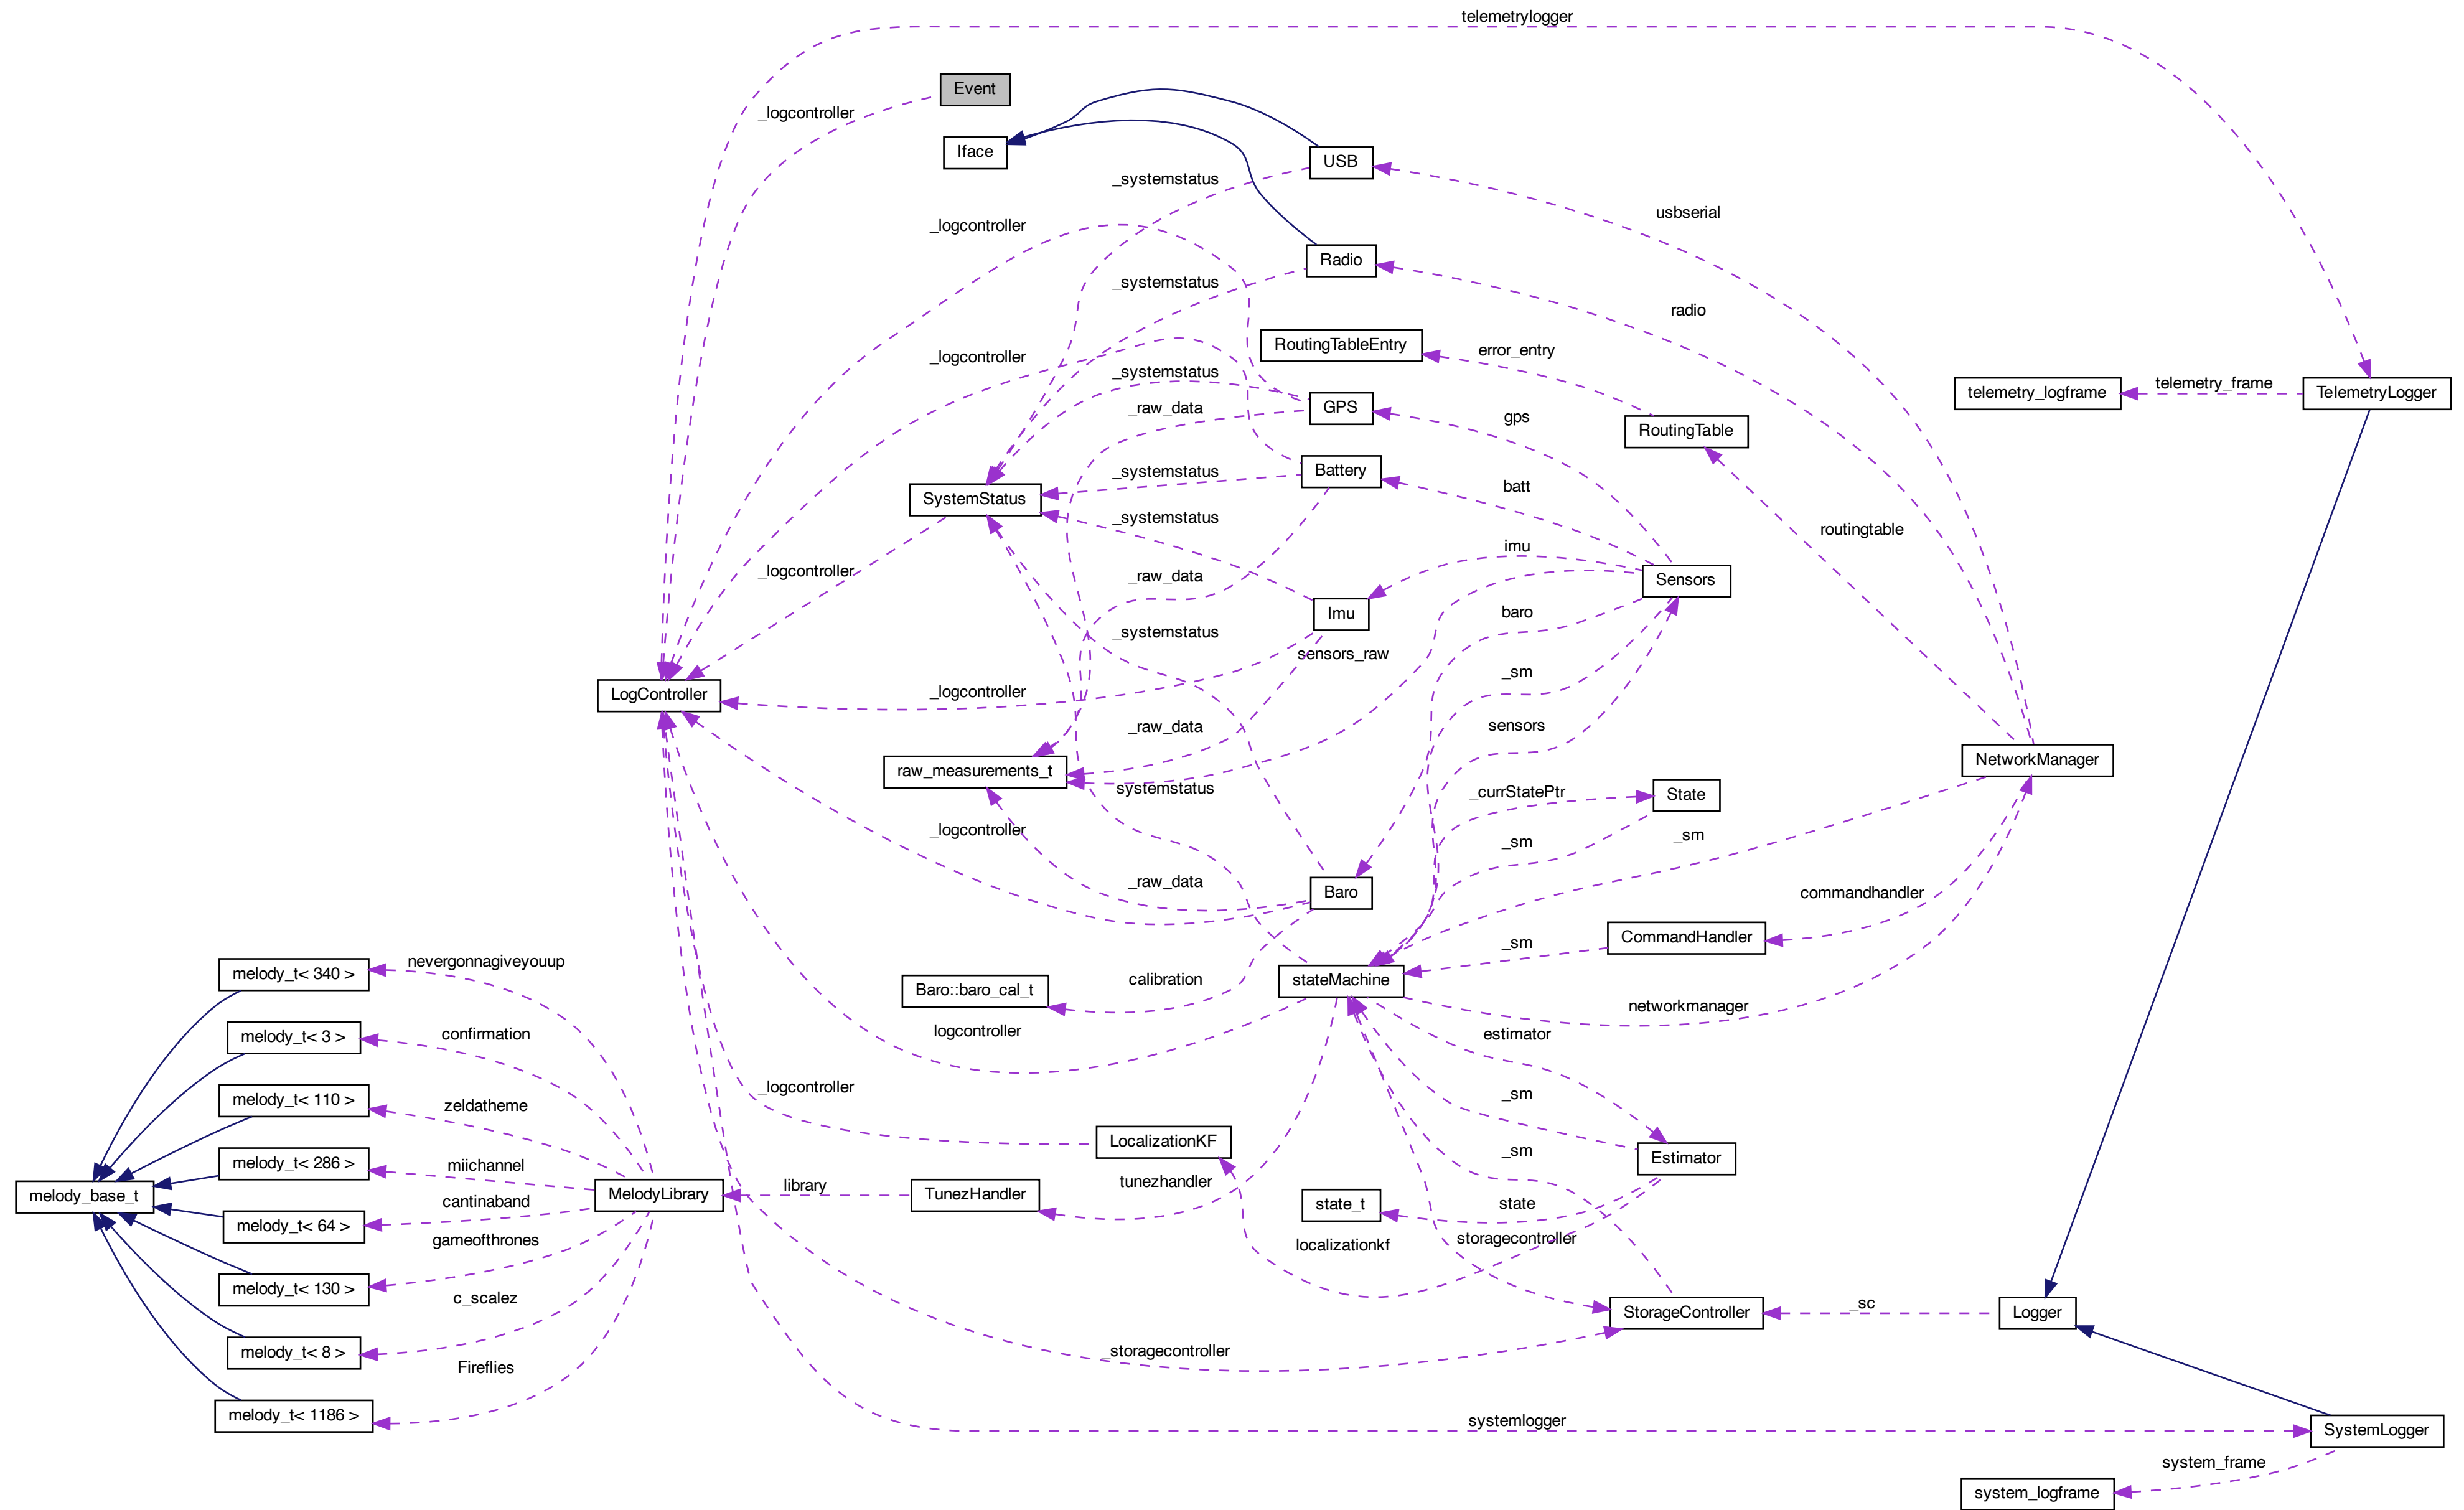 telemetrylogger
Event
_logcontroller
Iface
USB
_systemstatus
usbserial
_logcontroller
Radio
_systemstatus
radio
RoutingTableEntry
error_entry
_logcontroller
_systemstatus
telemetry_logframe
telemetry_frame
TelemetryLogger
_raw_data
GPS
gps
RoutingTable
_systemstatus
Battery
batt
SystemStatus
_systemstatus
routingtable
imu
_logcontroller
_raw_data
Sensors
Imu
baro
_systemstatus
sensors_raw
_sm
LogController
_logcontroller
_raw_data
sensors
raw_measurements_t
NetworkManager
systemstatus
_currStatePtr
State
_logcontroller
_sm
_sm
_raw_data
Baro
commandhandler
CommandHandler
_sm
nevergonnagiveyouup
melody_t< 340 >
Baro::baro_cal_t
calibration
stateMachine
networkmanager
melody_t< 3 >
confirmation
logcontroller
estimator
melody_t< 110 >
zeldatheme
_logcontroller
_sm
LocalizationKF
_sm
Estimator
melody_t< 286 >
miichannel
melody_base_t
MelodyLibrary
library
TunezHandler
tunezhandler
cantinaband
state_t
state
melody_t< 64 >
gameofthrones
localizationkf
storagecontroller
melody_t< 130 >
c_scalez
StorageController
_sc
Logger
melody_t< 8 >
Fireflies
_storagecontroller
melody_t< 1186 >
systemlogger
SystemLogger
system_frame
system_logframe